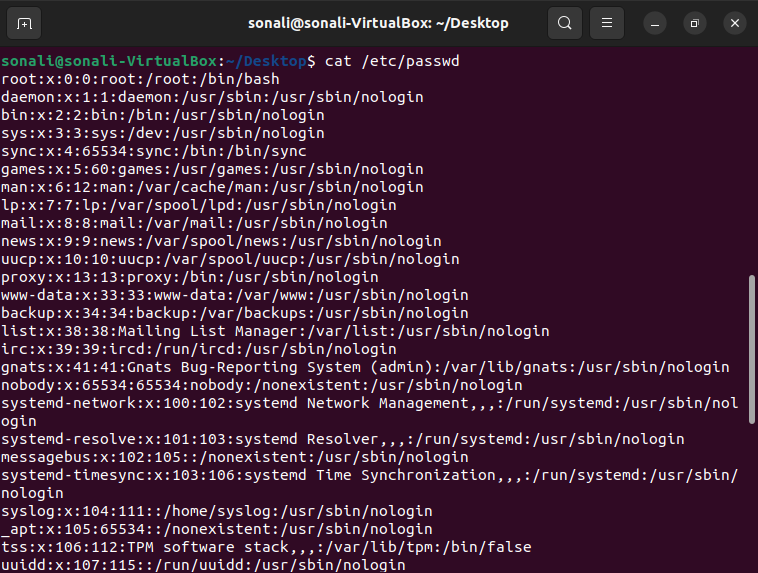 sonali@sonali-VirtualBox: ~/Desktop
sonali@sonali-VirtualBox:~/Desktop$ cat /etc/passwd
root:x:0:0:root:/root:/bin/bash
daemon:x:1:1:daemon:/usr/sbin:/usr/sbin/nologin
bin:x:2:2:bin:/bin:/usr/sbin/nologin
sys:x:3:3:sys:/dev:/usr/sbin/nologin
sync:x:4:65534:sync:/bin:/bin/sync
games:x:5:60:games:/usr/games:/usr/sbin/nologin
man:x:6:12:man:/var/cache/man:/usr/sbin/nologin
lp:x:7:7:lp:/var/spool/lpd:/usr/sbin/nologin
mail:x:8:8:mail:/var/mail:/usr/sbin/nologin
news:x:9:9:news:/var/spool/news:/usr/sbin/nologin
uucp:x:10:10:uucp:/var/spool/uucp:/usr/sbin/nologin
proxy:x:13:13:proxy:/bin:/usr/sbin/nologin
www-data:x:33:33:www-data:/var/www:/usr/sbin/nologin
backup:x:34:34:backup:/var/backups:/usr/sbin/nologin
list:x:38:38:Mailing List Manager:/var/list:/usr/sbin/nologin
irc:x:39:39:ircd:/run/ircd:/usr/sbin/nologin
gnats:x:41:41:Gnats Bug-Reporting System (admin):/var/lib/gnats:/usr/sbin/nologin
nobody:x:65534:65534:nobody:/nonexistent:/usr/sbin/nologin
systemd-network:x:100:102:systemd Network Management,,,:/run/systemd:/usr/sbin/nol
ogin
systemd-resolve:x:101:103:systemd Resolver,,,:/run/systemd:/usr/sbin/nologin
messagebus:x:102:105::/nonexistent:/usr/sbin/nologin
systemd-timesync:x:103:106:systemd Time Synchronization,,,:/run/systemd:/usr/sbin/
nologin
syslog:x:104:111::/home/syslog:/usr/sbin/nologin
_apt:x:105:65534::/nonexistent:/usr/sbin/nologin
tss:x:106:112:TPM software stack,,,:/var/lib/tpm:/bin/false
uuidd:x:107:115::/run/uuidd:/usr/sbin/nologin